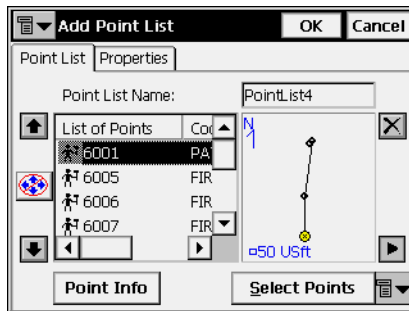 Add Point List OK Cancel
Point List Properties
Point List Name: PointList4
List of Points Coc
6001 PA
6005 FIR
6006 FIR
6007 FIR
N
50 USft
Point Info Select Points